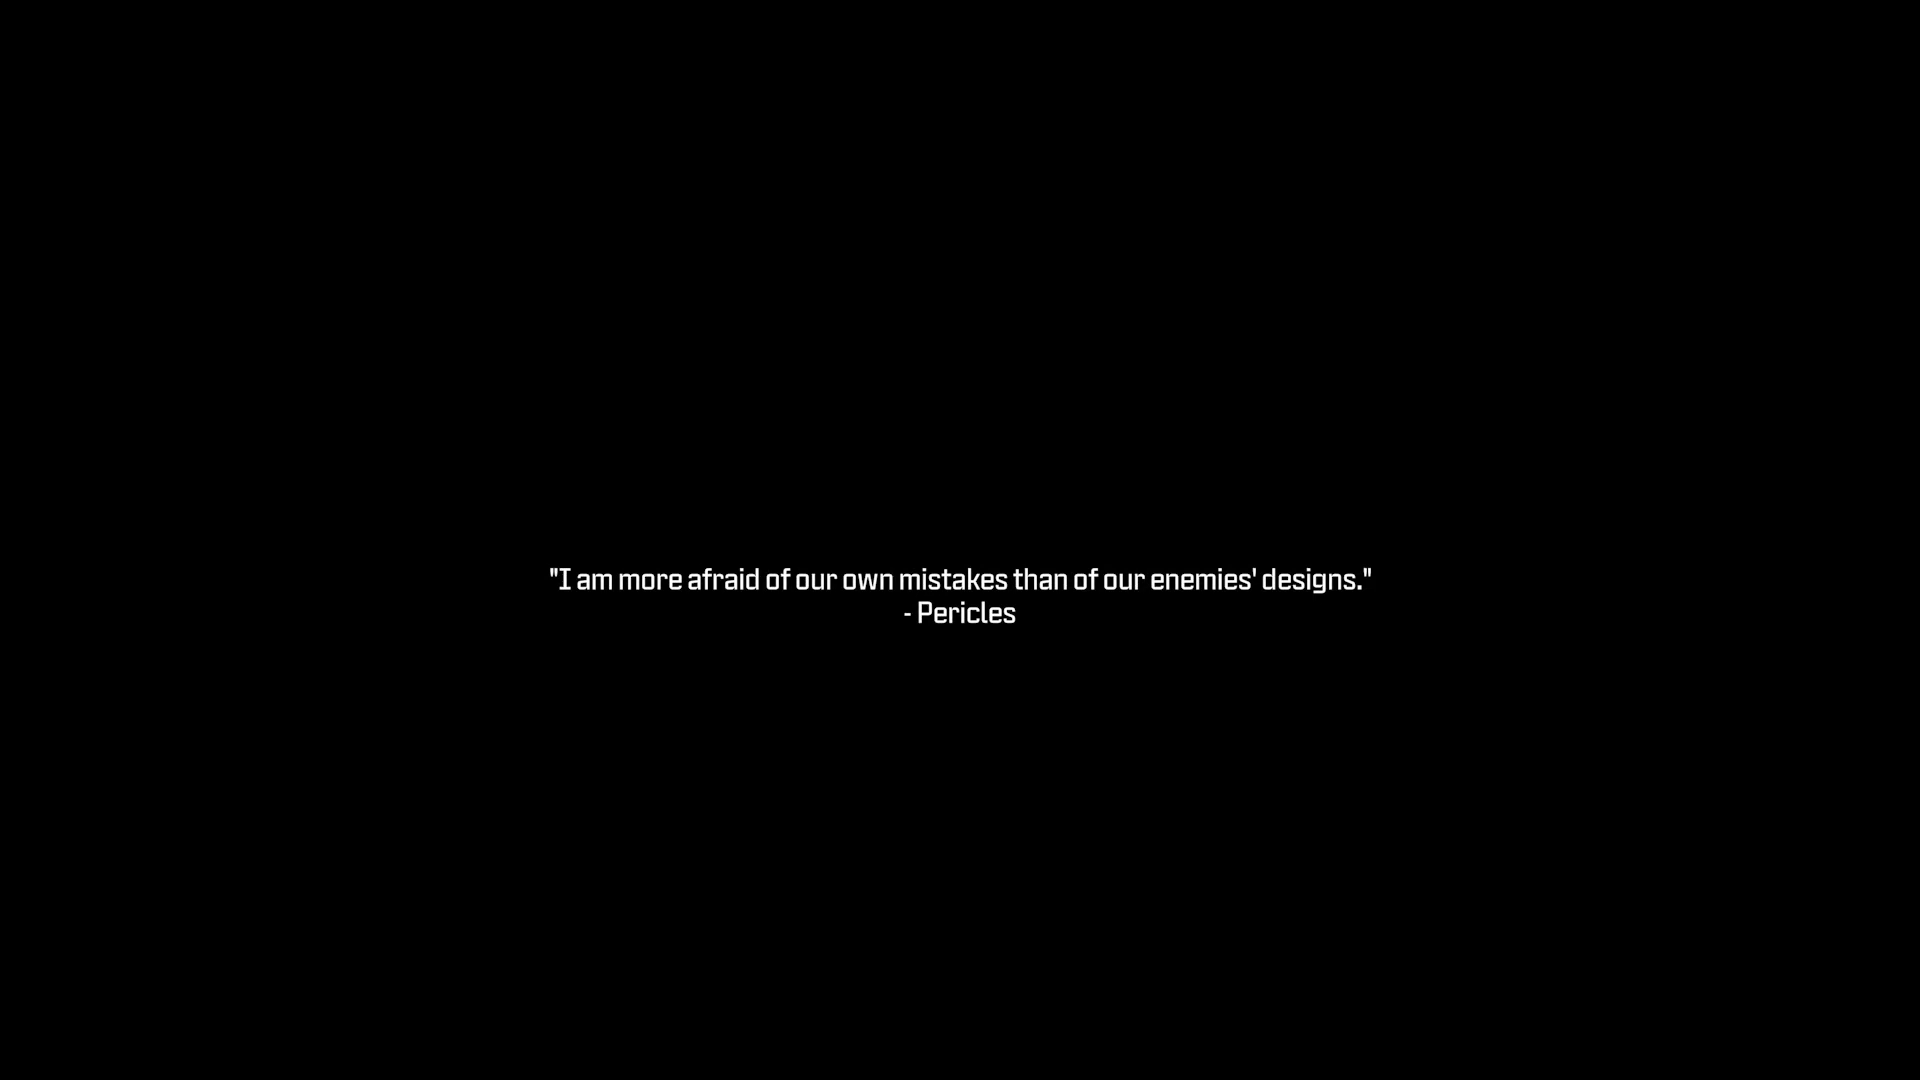 "I am more afraid of our own mistakes than of our enemies' designs."
- Pericles